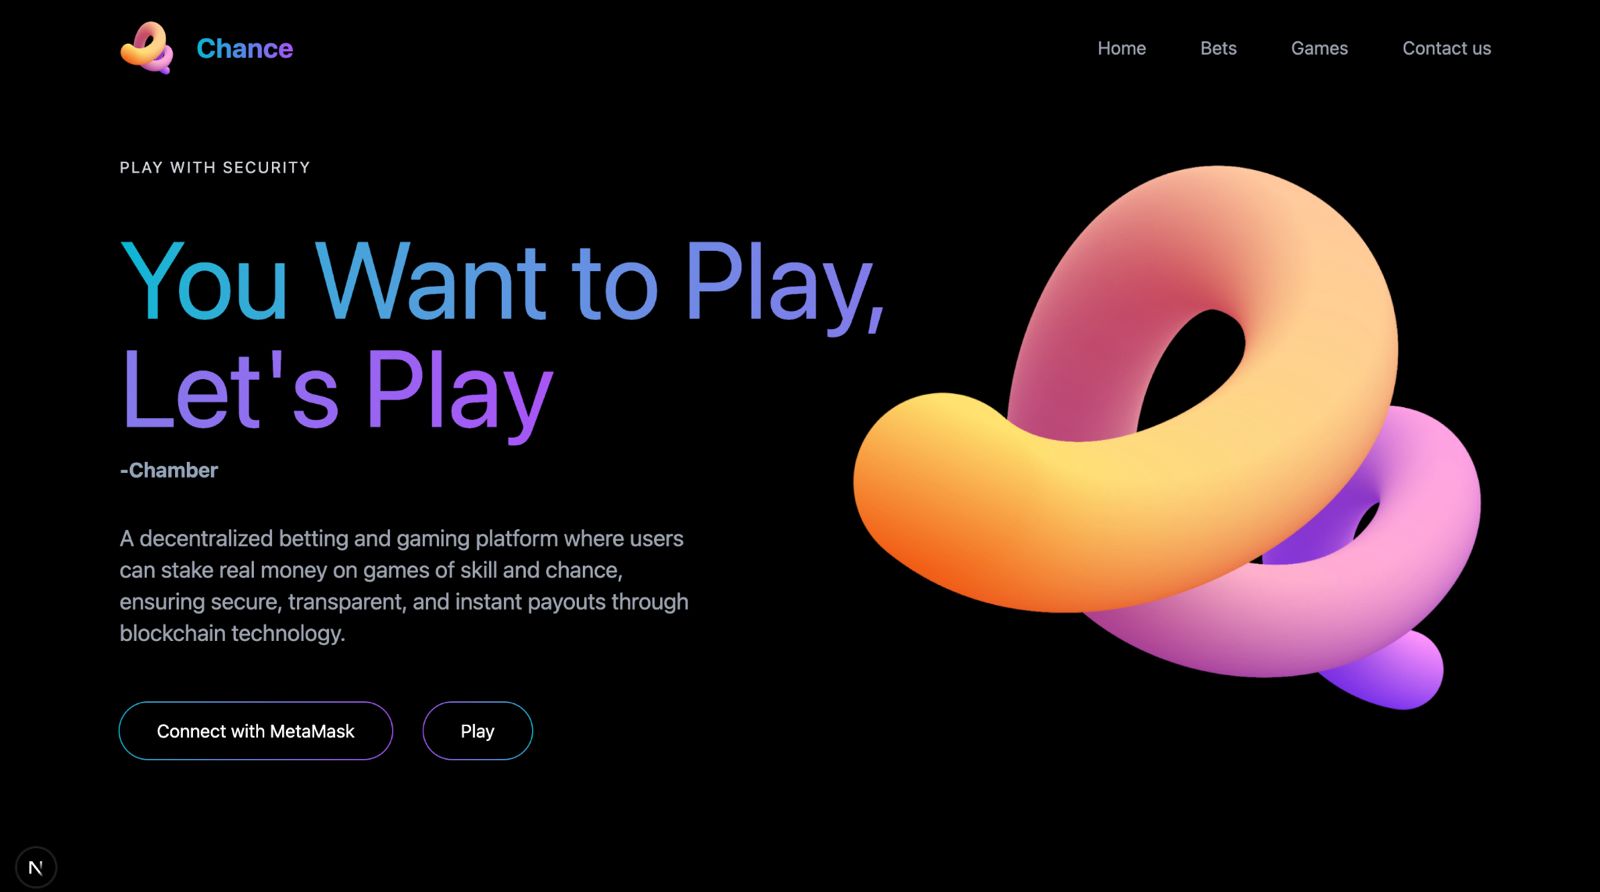 Chance
Home
Bets
Games
Contact us
PLAY WITH SECURITY
You Want to Play,
Let's Play
-Chamber
A decentralized betting and gaming platform where users
can stake real money on games of skill and chance,
ensuring secure, transparent, and instant payouts through
blockchain technology.
Connect with MetaMask
Play
N